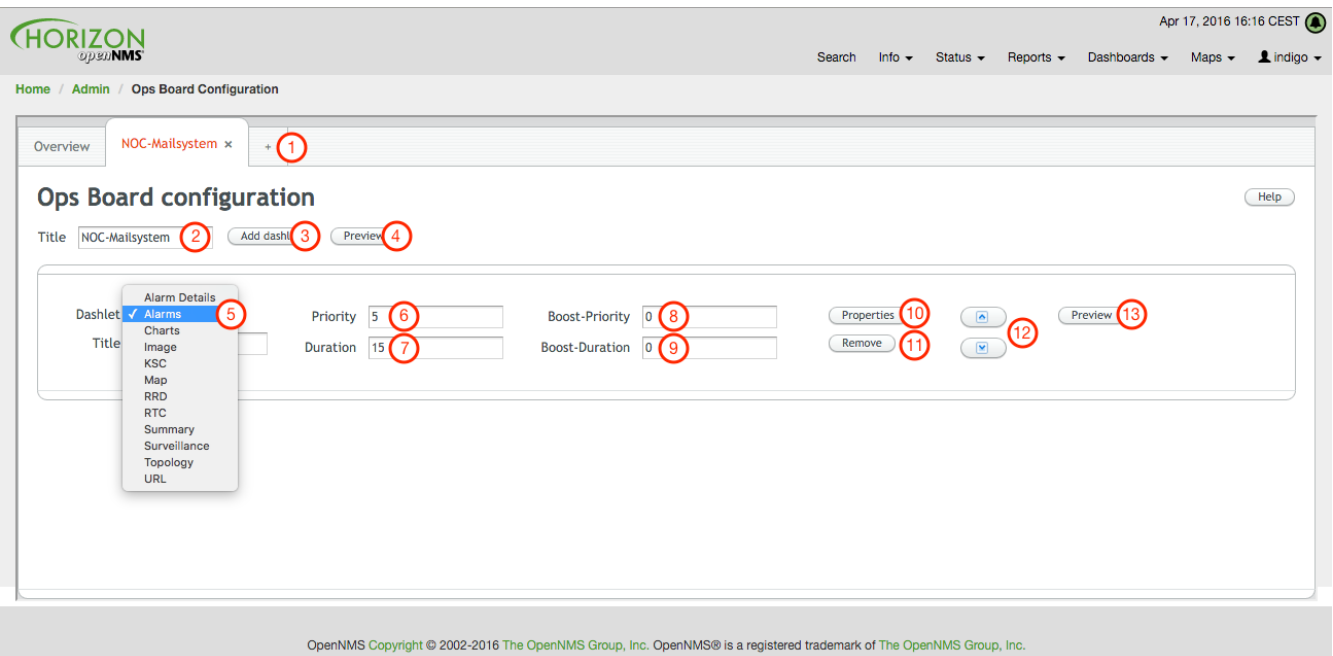 Apr 17, 2016 16:16 CEST
HORIZON
openNMS
Search Info Status Reports Dashboards Maps indigo
Home / Admin / Ops Board Configuration
Overview NOC-Mailsystem × + 1
Ops Board configuration
Help
Title NOC-Mailsystem 2 Add dashl 3 Preview 4
Alarm Details
Dashlet ✓ Alarms 5 Priority 5 6 Boost-Priority 0 8 Properties 10 Preview 13
Charts
12
Title Image Duration 15 7 Boost-Duration 0 9 Remove 11
KSC
Map
RRD
RTC
Summary
Surveillance
Topology
URL
OpenNMS Copyright © 2002-2016 The OpenNMS Group, Inc. OpenNMS® is a registered trademark of The OpenNMS Group, Inc.